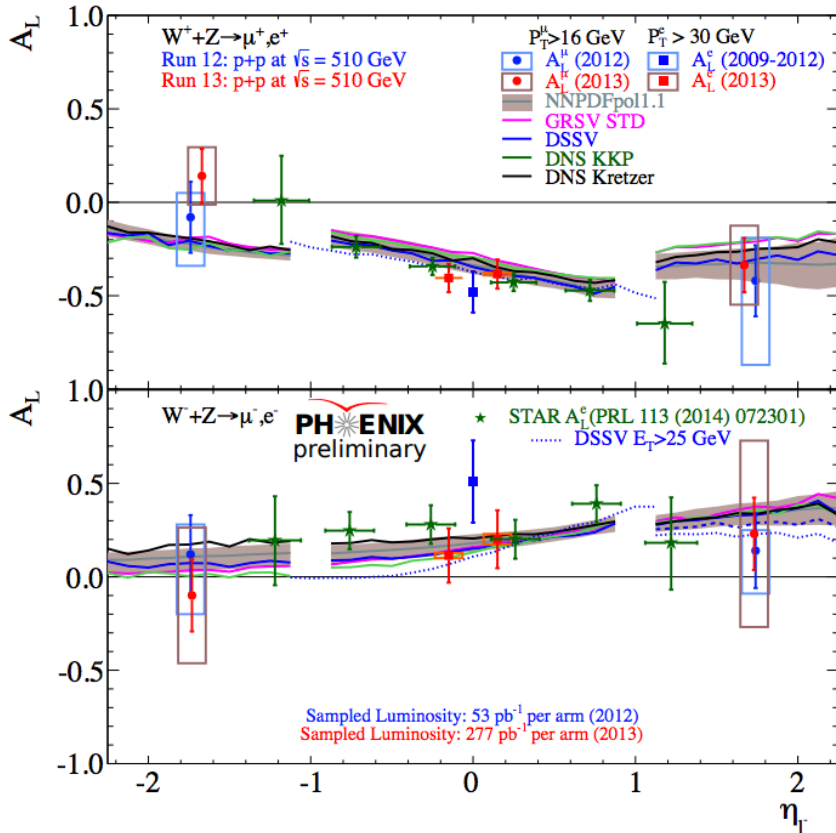 A_L
1.0
0.5
0.0
-0.5
W⁺+Z→μ⁺,e⁺
Run 12: p+p at √s = 510 GeV
Run 13: p+p at √s = 510 GeV
P_T^μ>16 GeV P_T^e > 30 GeV
A_L^μ (2012) A_L^e (2009-2012)
A_L^μ (2013) A_L^e (2013)
NNPDFpol1.1
GRSV STD
DSSV
DNS KKP
DNS Kretzer
A_L
1.0
0.5
0.0
-0.5
-1.0
W⁻+Z→μ⁻,e⁻
PHENIX
preliminary
STAR A_L^e(PRL 113 (2014) 072301)
DSSV E_T>25 GeV
Sampled Luminosity: 53 pb⁻¹ per arm (2012)
Sampled Luminosity: 277 pb⁻¹ per arm (2013)
-2 -1 0 1 2